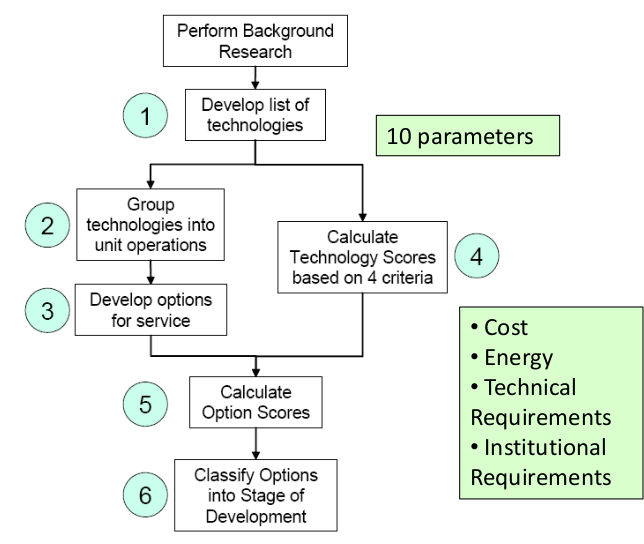 Perform Background
Research
1
Develop list of
technologies
10 parameters
2
Group
technologies into
unit operations
Calculate
Technology Scores
based on 4 criteria
4
3
Develop options
for service
• Cost
• Energy
• Technical
Requirements
• Institutional
Requirements
5
Calculate
Option Scores
6
Classify Options
into Stage of
Development